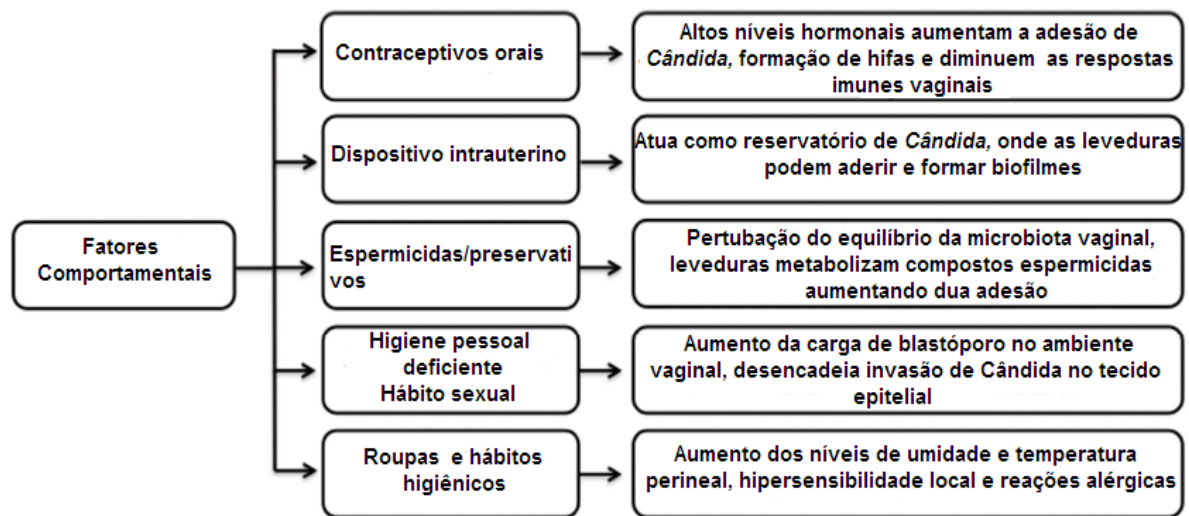 Fatores
Comportamentais
Contraceptivos orais
Altos níveis hormonais aumentam a adesão de
Cândida, formação de hifas e diminuem as respostas
imunes vaginais
Dispositivo intrauterino
Atua como reservatório de Cândida, onde as leveduras
podem aderir e formar biofilmes
Espermicidas/preservati
vos
Pertubação do equilíbrio da microbiota vaginal,
leveduras metabolizam compostos espermicidas
aumentando dua adesão
Higiene pessoal
deficiente
Hábito sexual
Aumento da carga de blastóporo no ambiente
vaginal, desencadeia invasão de Cândida no tecido
epitelial
Roupas e hábitos
higiênicos
Aumento dos níveis de umidade e temperatura
perineal, hipersensibilidade local e reações alérgicas